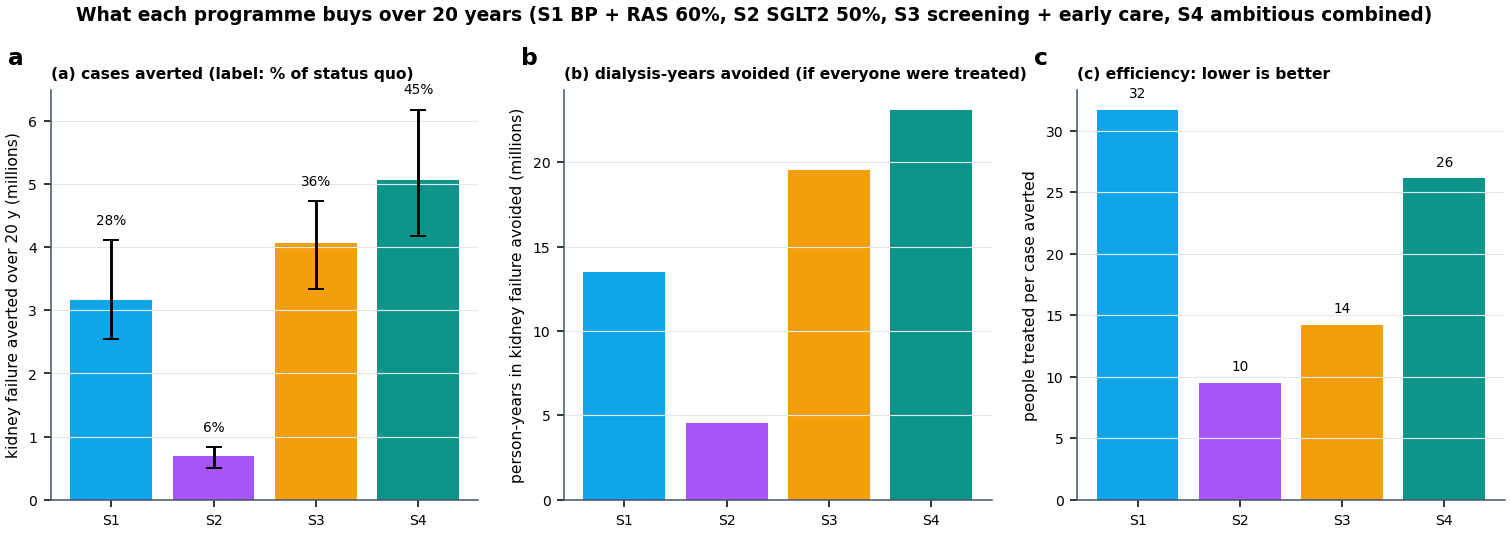 What each programme buys over 20 years (S1 BP + RAS 60%, S2 SGLT2 50%, S3 screening + early care, S4 ambitious combined)
a
(a) cases averted (label: % of status quo)
kidney failure averted over 20 y (millions)
6
5
4
3
2
1
0
28%
6%
36%
45%
S1
S2
S3
S4
b
(b) dialysis-years avoided (if everyone were treated)
person-years in kidney failure avoided (millions)
20
15
10
5
0
S1
S2
S3
S4
c
(c) efficiency: lower is better
people treated per case averted
30
25
20
15
10
5
0
32
10
14
26
S1
S2
S3
S4